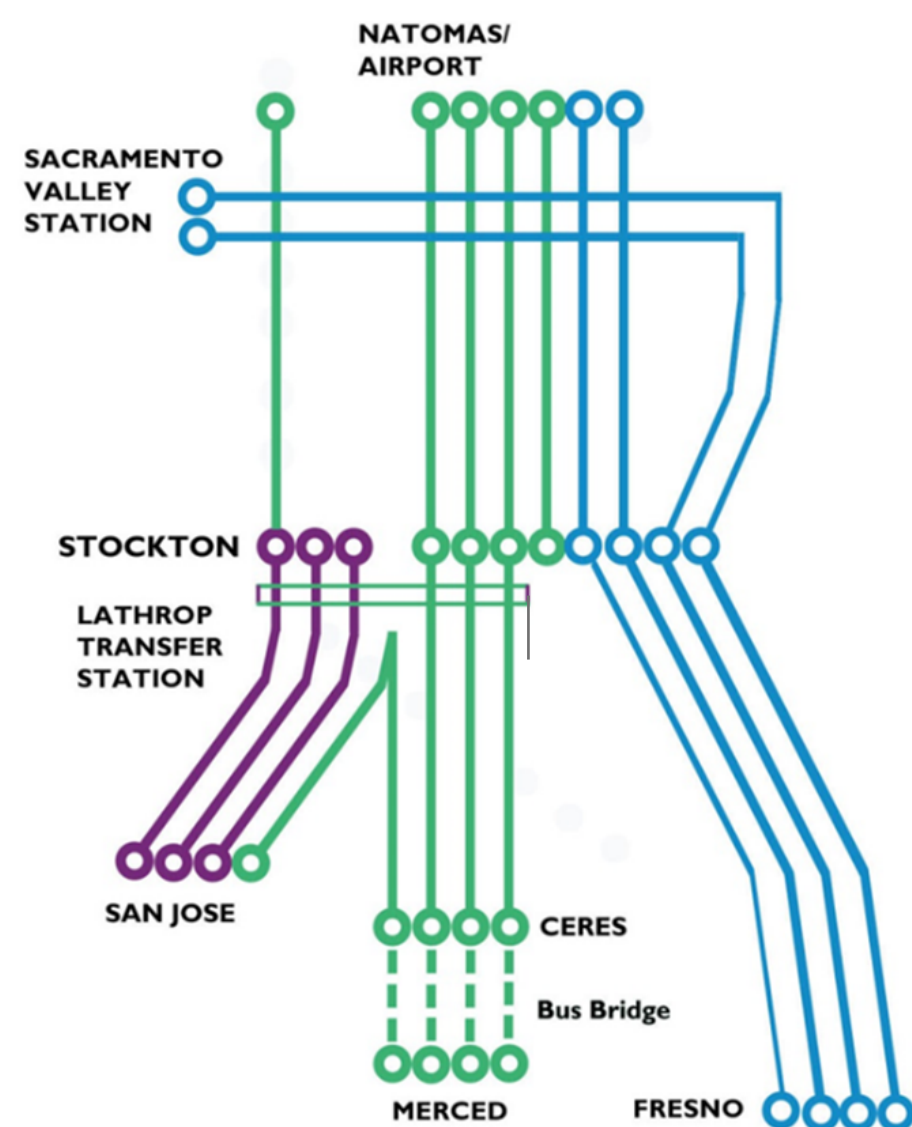 NATOMAS/
AIRPORT
SACRAMENTO
VALLEY
STATION
STOCKTON
LATHROP
TRANSFER
STATION
SAN JOSE
CERES
Bus Bridge
MERCED
FRESNO